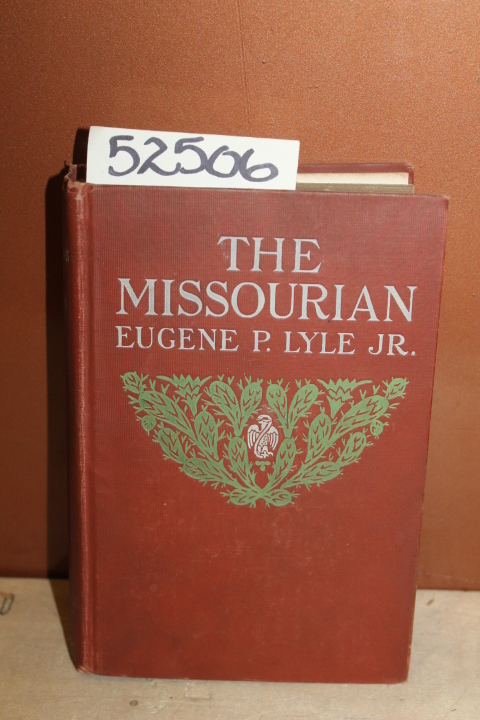 52506
THE
MISSOURIAN
EUGENE P. LYLE JR.